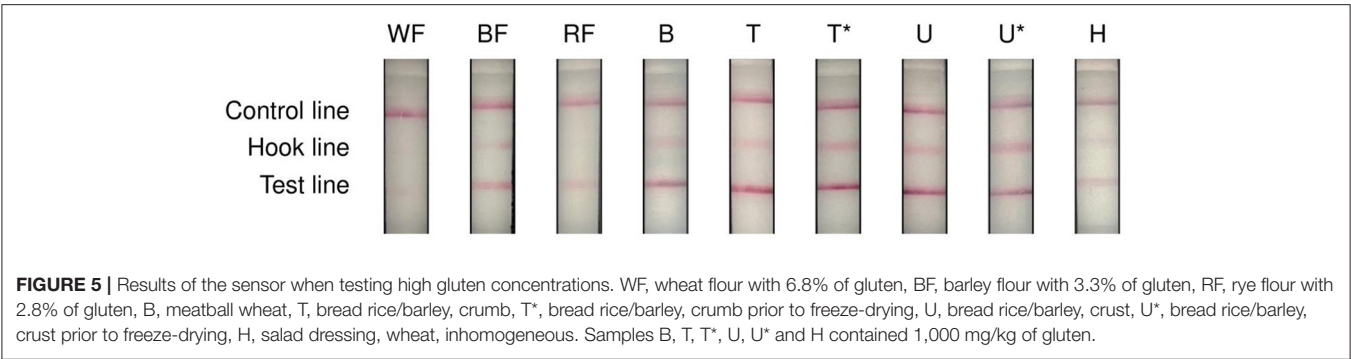 WF BF RF B T T* U U* H
Control line
Hook line
Test line
FIGURE 5 | Results of the sensor when testing high gluten concentrations. WF, wheat flour with 6.8% of gluten, BF, barley flour with 3.3% of gluten, RF, rye flour with
2.8% of gluten, B, meatball wheat, T, bread rice/barley, crumb, T*, bread rice/barley, crumb prior to freeze-drying, U, bread rice/barley, crust, U*, bread rice/barley,
crust prior to freeze-drying, H, salad dressing, wheat, inhomogeneous. Samples B, T, T*, U, U* and H contained 1,000 mg/kg of gluten.